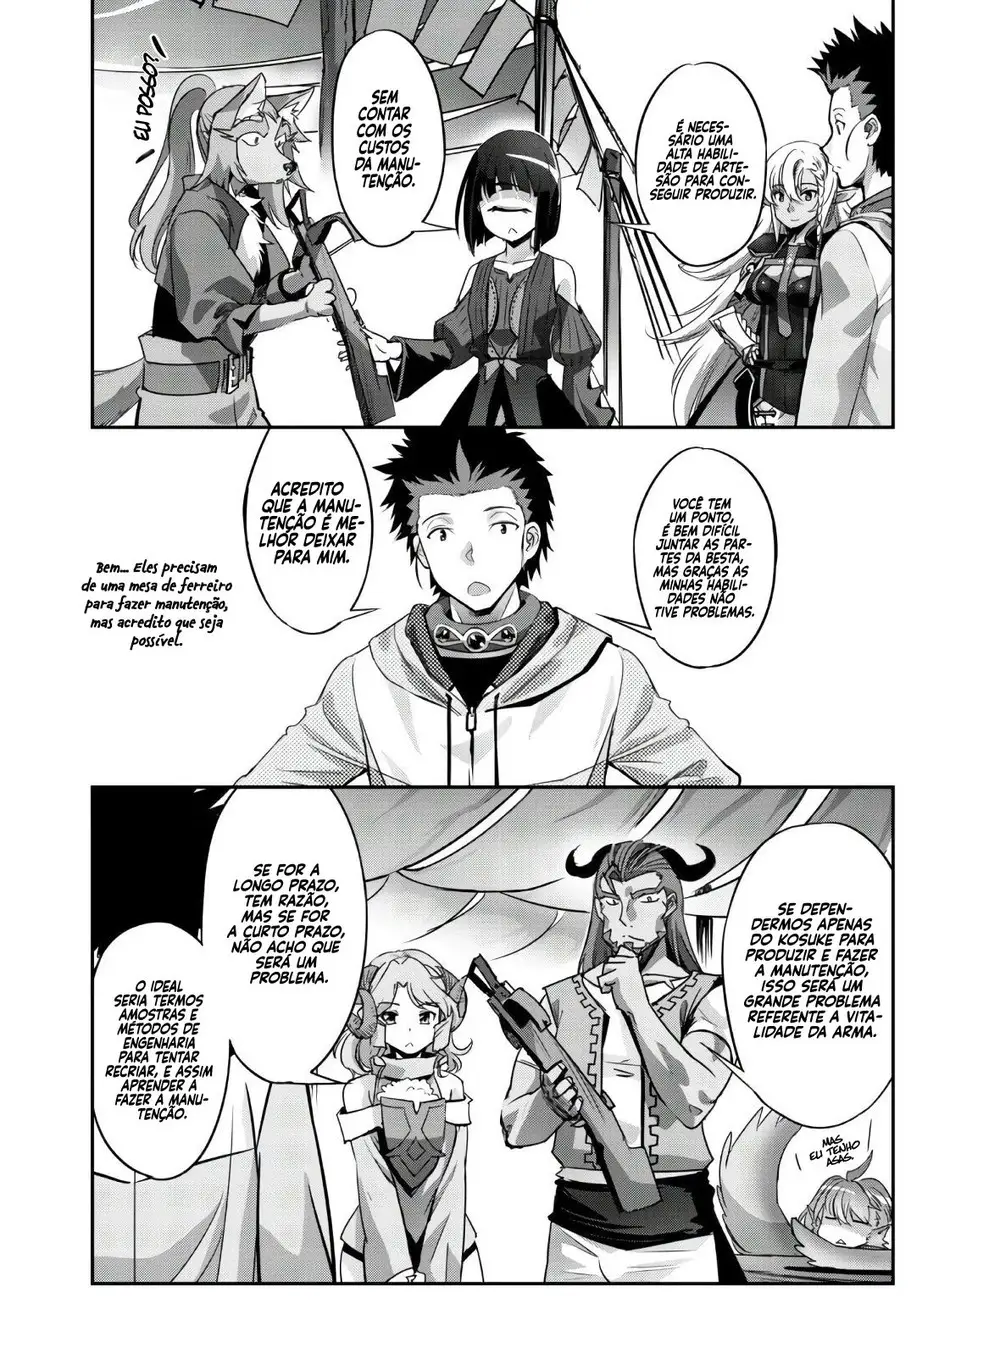 É NECES-
SÁRIO UMA
ALTA HABILI-
DADE DE ARTE-
SÃO PARA CON-
SEGUIR PRODUZIR.
SEM
CONTAR
COM OS
CUSTOS
DA MANU-
TENÇÃO.
EU POSSO?
VOCÊ TEM
UM PONTO,
É BEM DIFÍCIL
JUNTAR AS PAR-
TES DA BESTA,
MAS GRAÇAS AS
MINHAS HABILI-
DADES NÃO
TIVE PROBLEMAS.
ACREDITO
QUE A MANU-
TENÇÃO É ME-
LHOR DEIXAR
PARA MIM.
Bem... Eles precisam
de uma mesa de ferreiro
para fazer manutenção,
mas acredito que seja
possível.
SE DEPEN-
DERMOS APENAS
DO KOSUKE PARA
PRODUZIR E FAZER
A MANUTENÇÃO,
ISSO SERÁ UM
GRANDE PROBLEMA
REFERENTE A VITA-
LIDADE DA ARMA.
MAS
EU TENHO
ASAS.
SE FOR A
LONGO PRAZO,
TEM RAZÃO,
MAS SE FOR
A CURTO PRAZO,
NÃO ACHO QUE
SERÁ UM
PROBLEMA.
O IDEAL
SERIA TERMOS
AMOSTRAS E
MÉTODOS DE
ENGENHARIA
PARA TENTAR
RECRIAR, E ASSIM
APRENDER A
FAZER A MANU-
TENÇÃO.